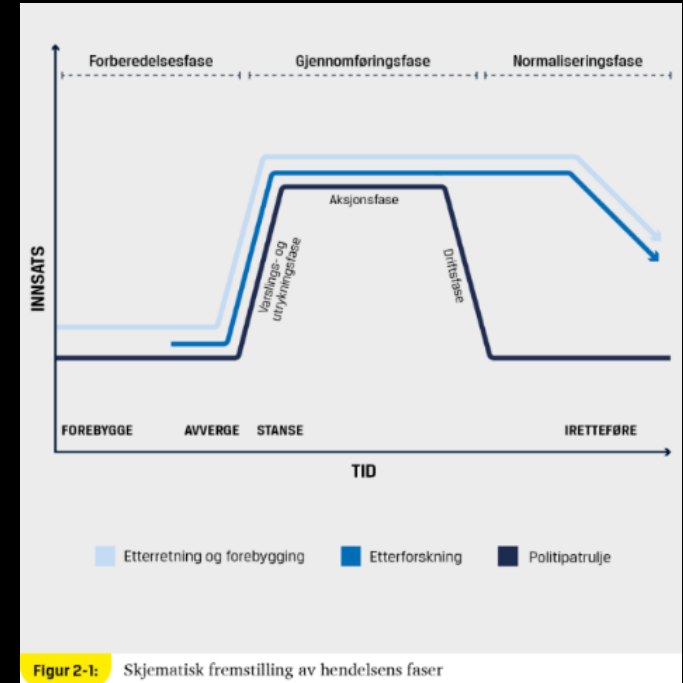 Forberedelsesfase
Gjennomføringsfase
Normaliseringsfase
INNSATS
Aksjonsfase
Varslings- og
utrykningsfase
Driftsfase
FOREBYGGE
AVVERGE
STANSE
IRETTEFØRE
TID
Etterretning og forebygging
Etterforskning
Politipatrulje
Figur 2-1: Skjematisk fremstilling av hendelsens faser